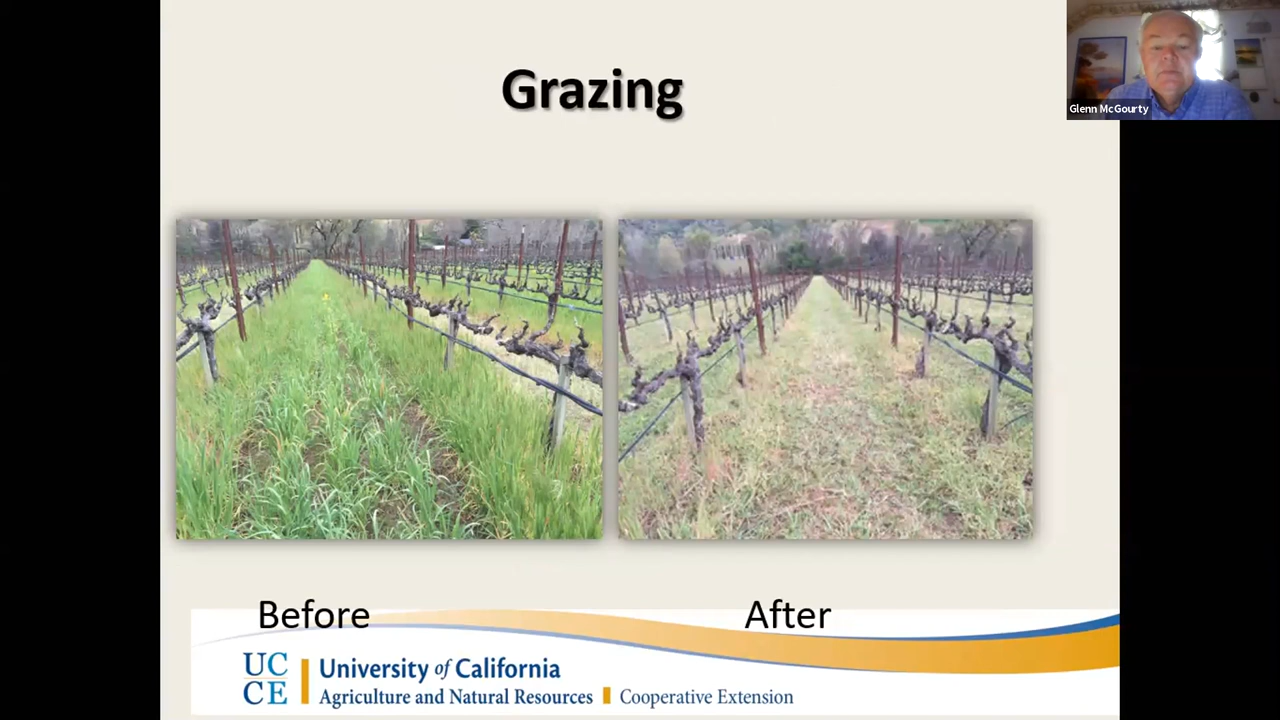 Grazing
Glenn McGourty
Before
After
UC
CE
University of California
Agriculture and Natural Resources
Cooperative Extension